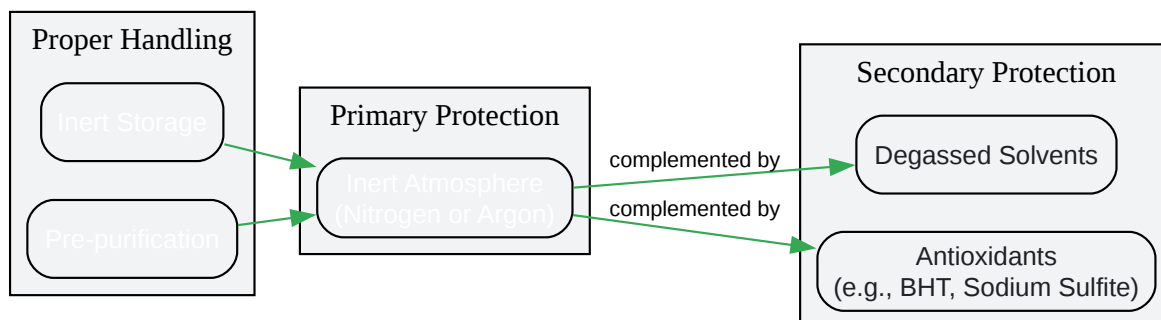 Proper Handling
Inert Storage
Pre-purification
Primary Protection
Inert Atmosphere
(Nitrogen or Argon)
complemented by
complemented by
Secondary Protection
Degassed Solvents
Antioxidants
(e.g., BHT, Sodium Sulfite)